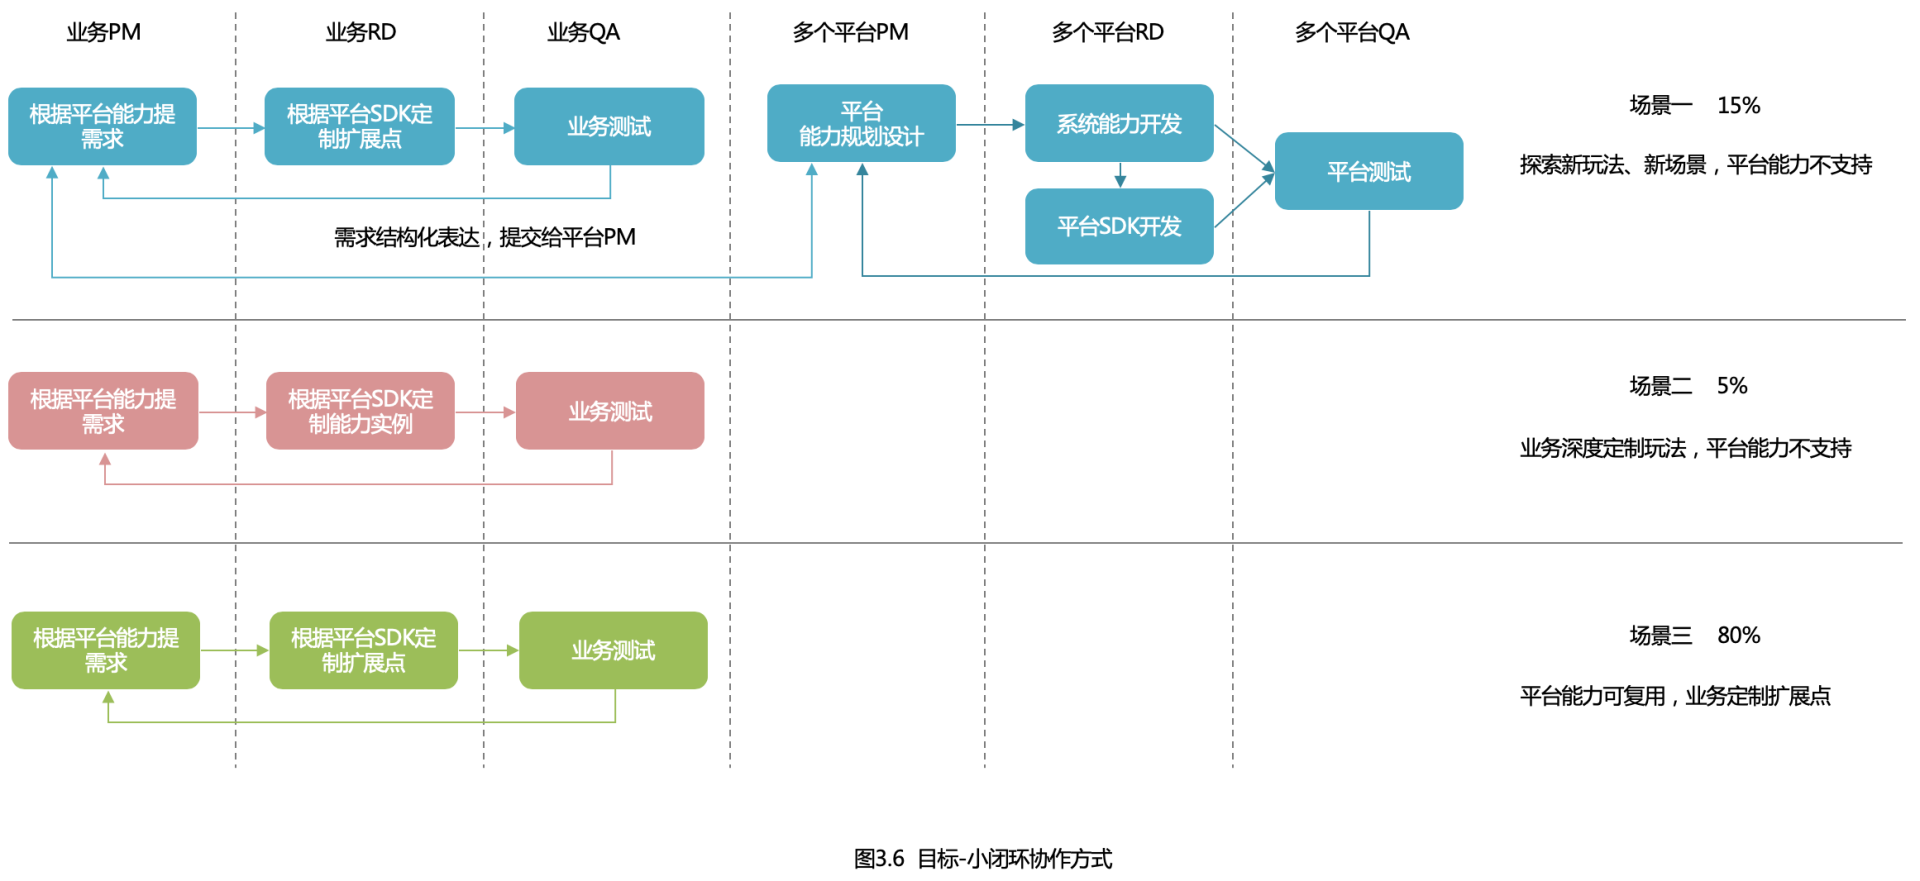 业务PM
业务RD
业务QA
多个平台PM
多个平台RD
多个平台QA
根据平台能力提
需求
根据平台SDK定
制扩展点
业务测试
平台
能力规划设计
系统能力开发
平台SDK开发
平台测试
场景一 15%
探索新玩法、新场景，平台能力不支持
需求结构化表达，提交给平台PM
根据平台能力提
需求
根据平台SDK定
制能力实例
业务测试
场景二 5%
业务深度定制玩法，平台能力不支持
根据平台能力提
需求
根据平台SDK定
制扩展点
业务测试
场景三 80%
平台能力可复用，业务定制扩展点
图3.6 目标-小闭环协作方式